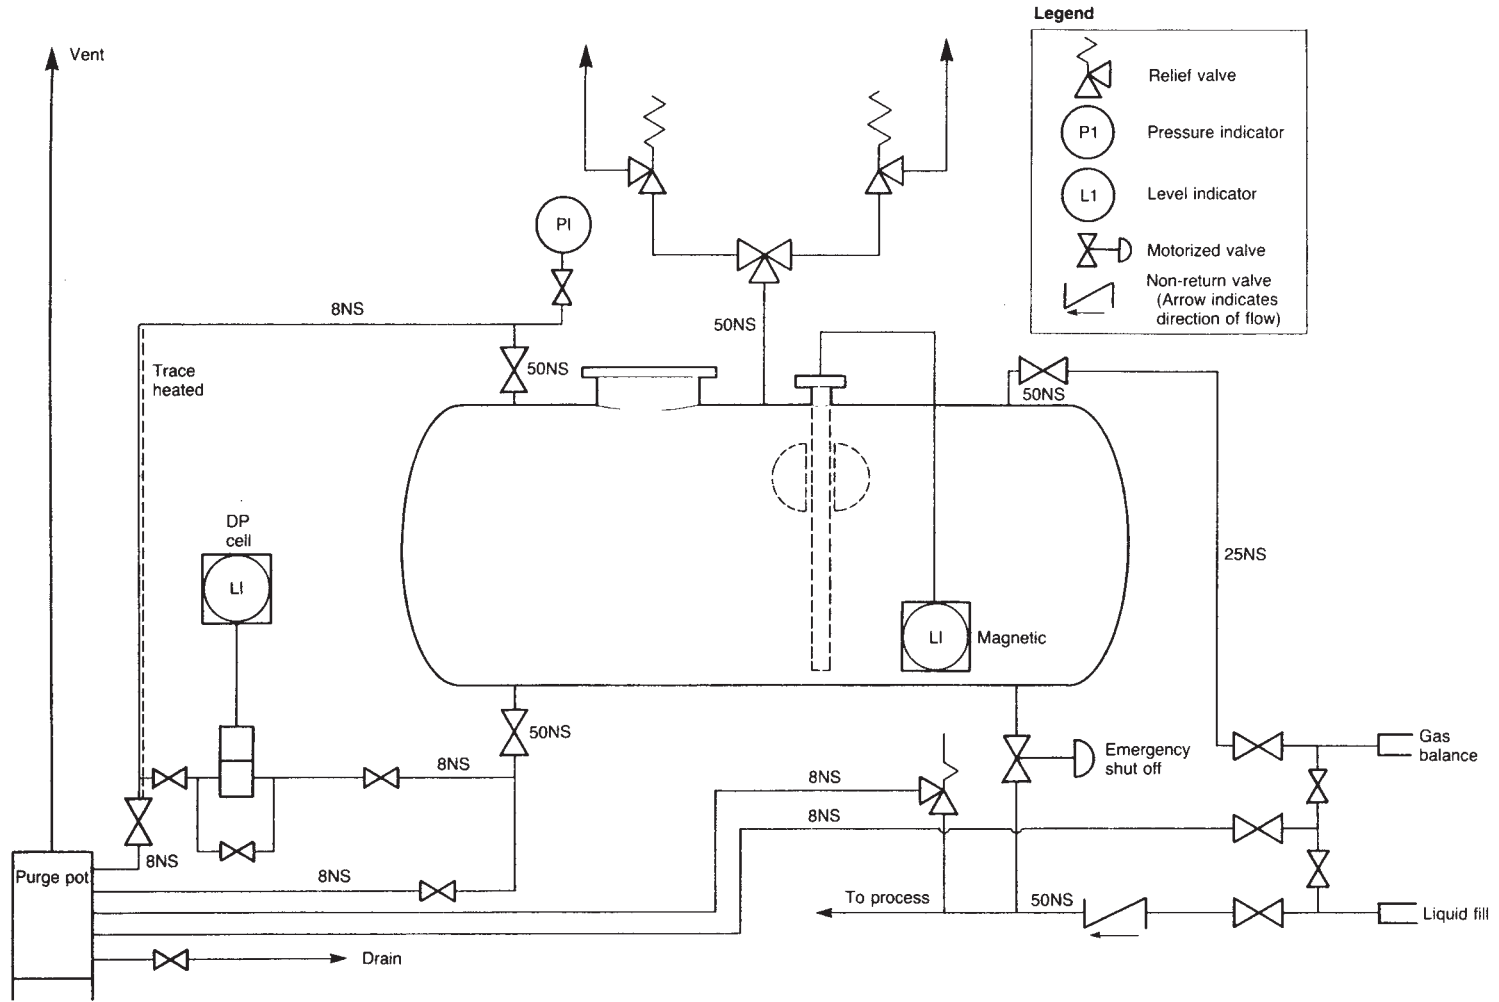 Legend
Relief valve
P1
Pressure indicator
L1
Level indicator
Motorized valve
Non-return valve
(Arrow indicates
direction of flow)
Vent
PI
8NS
50NS
50NS
Trace
heated
50NS
DP
cell
LI
25NS
LI
Magnetic
50NS
8NS
Emergency
shut off
Gas
balance
8NS
8NS
8NS
Purge pot
8NS
To process
50NS
Liquid fill
Drain